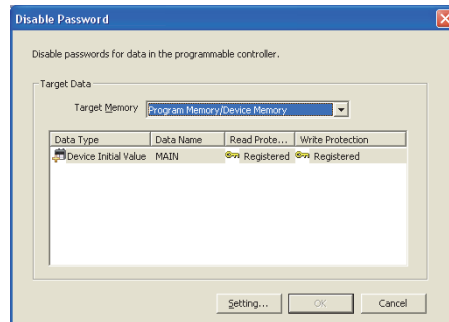 Disable Password
Disable passwords for data in the programmable controller.
Target Data
Target Memory Program Memory/Device Memory
Data Type Data Name Read Prote... Write Protection
Device Initial Value MAIN Registered Registered
Setting... OK Cancel